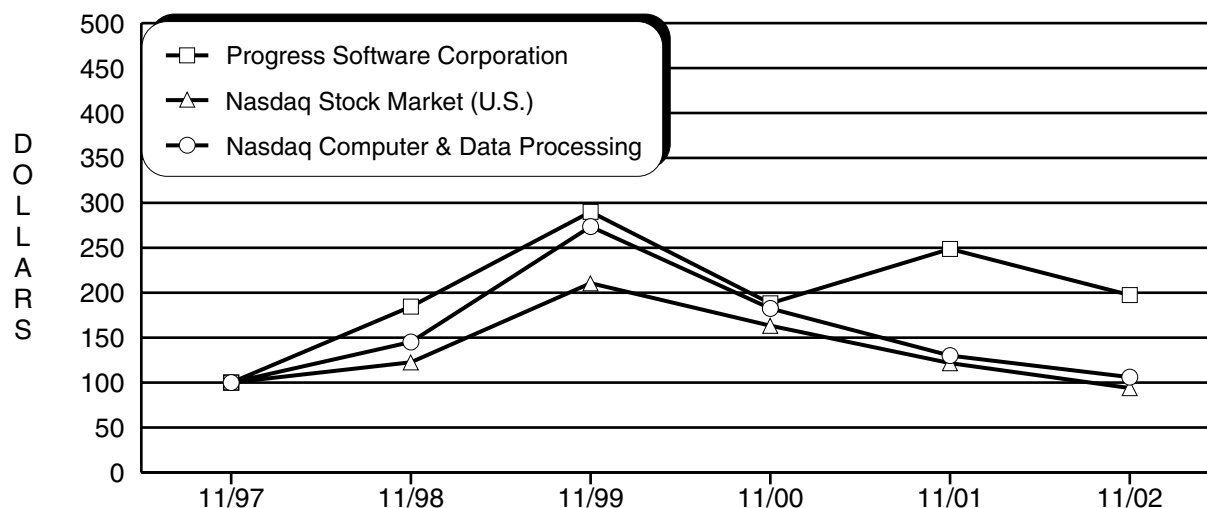 500
450
400
350
300
250
200
150
100
50
0
DOLLARS
Progress Software Corporation
Nasdaq Stock Market (U.S.)
Nasdaq Computer & Data Processing
11/97 11/98 11/99 11/00 11/01 11/02